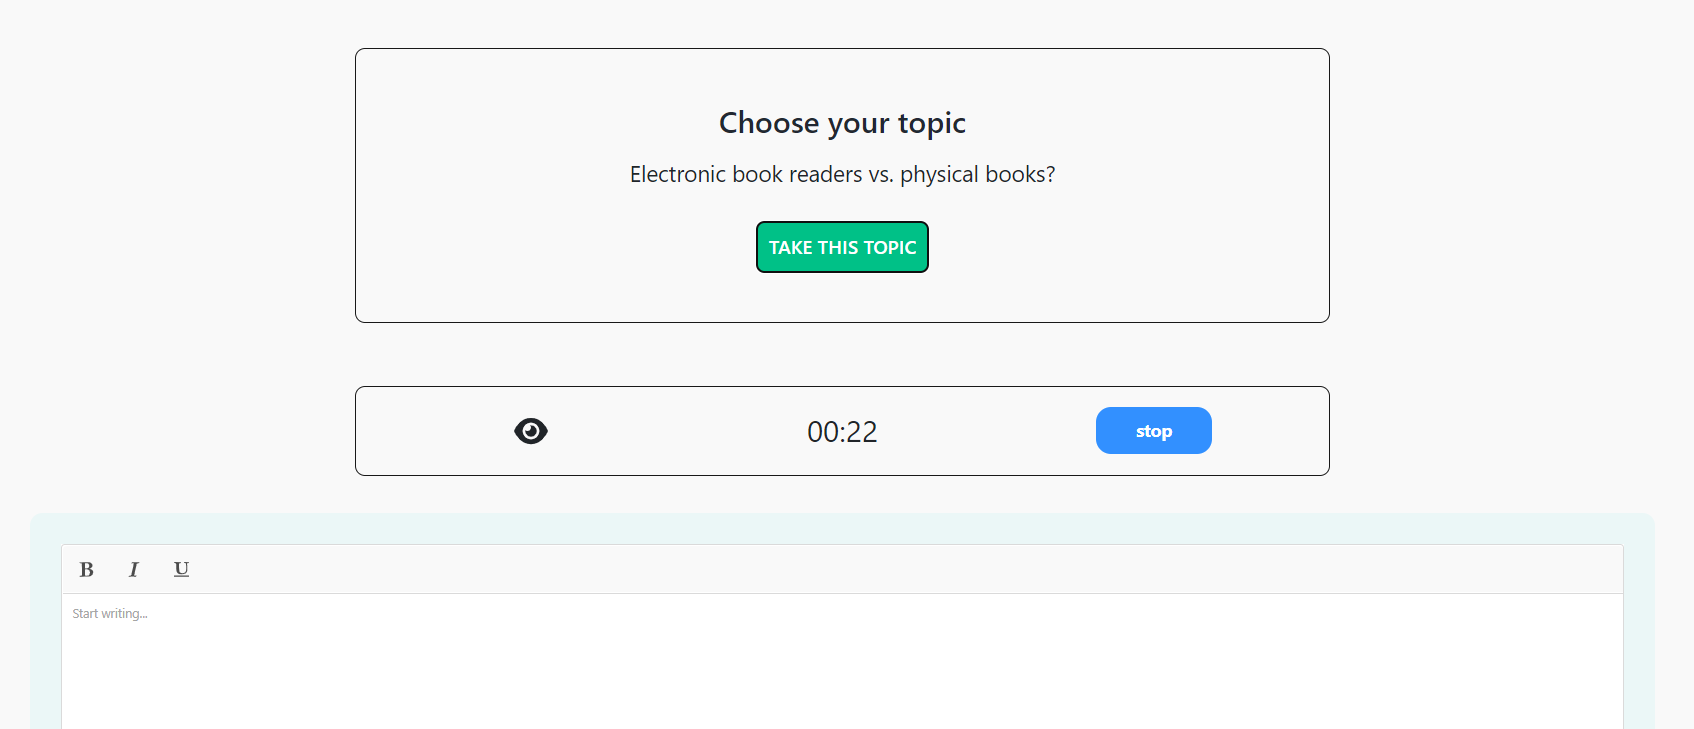 Choose your topic
Electronic book readers vs. physical books?
TAKE THIS TOPIC
00:22
stop
B I U
Start writing...